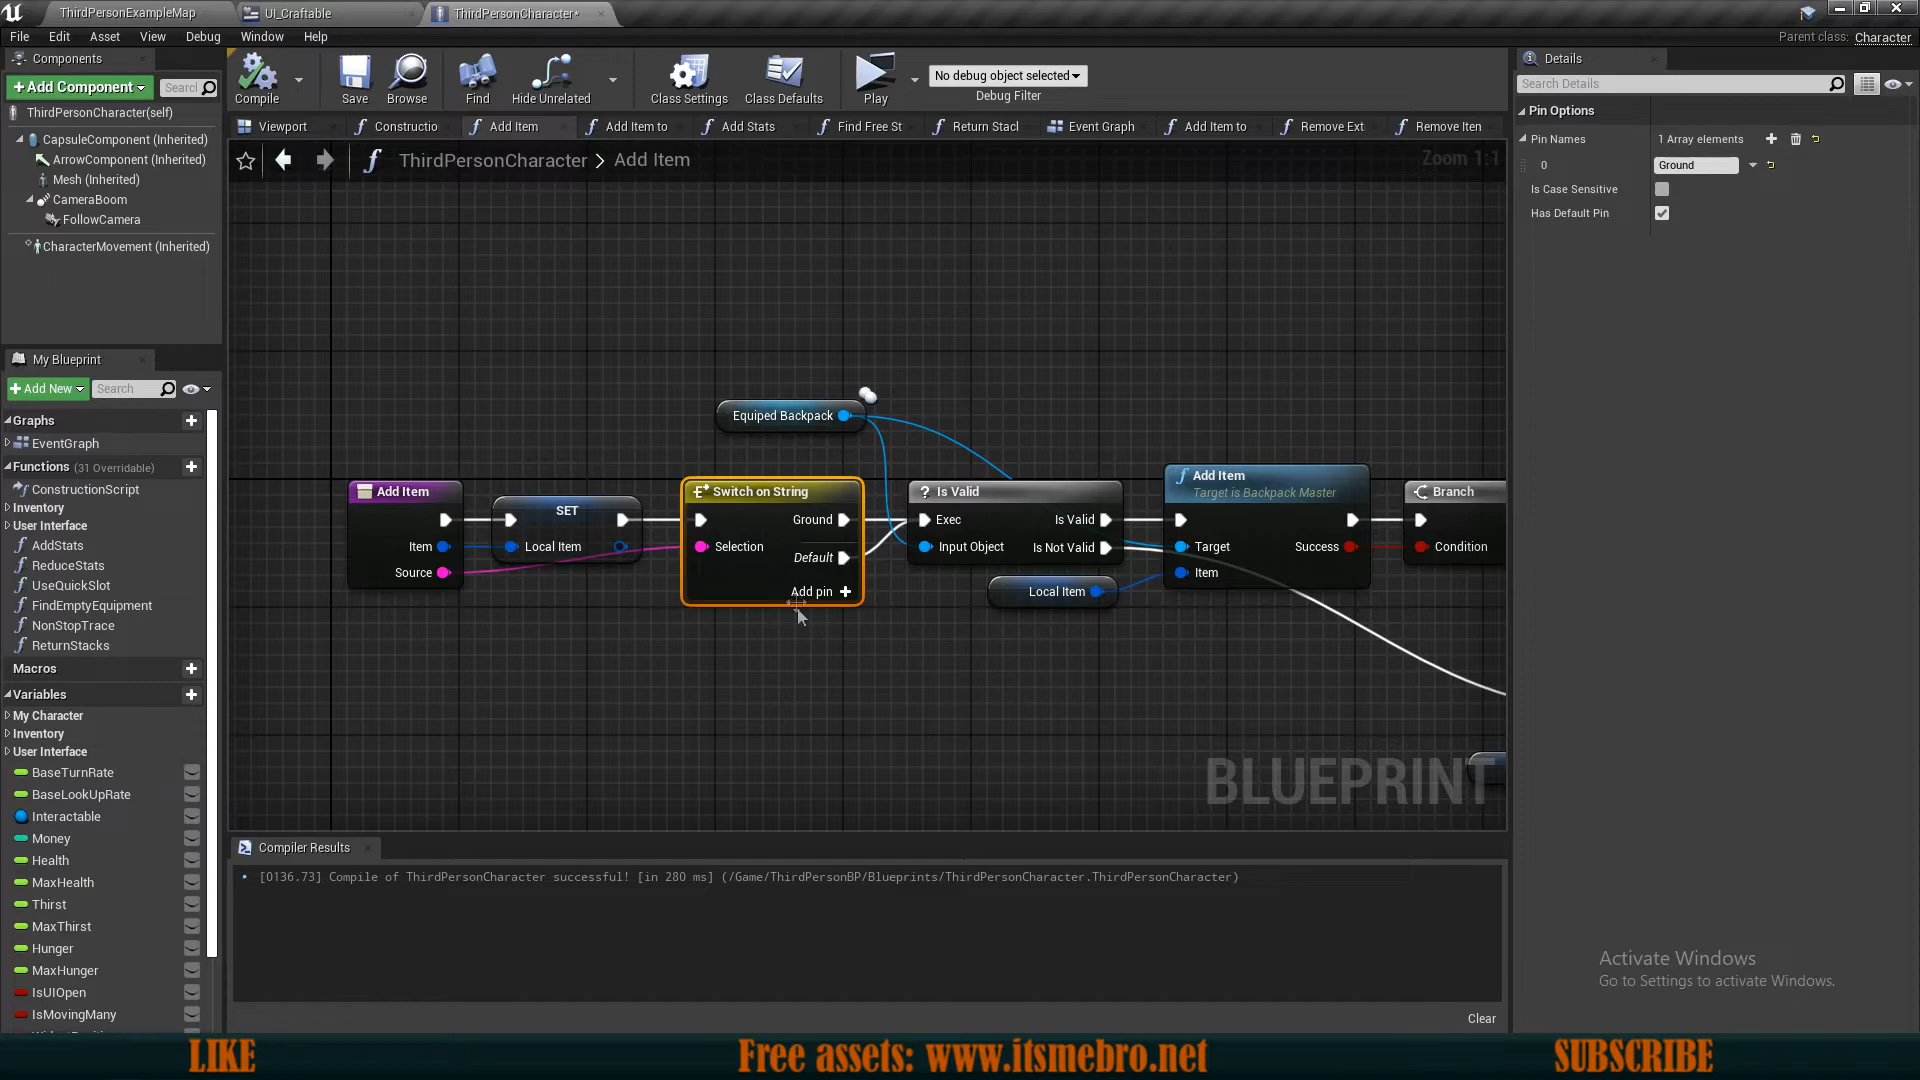 ThirdPersonExampleMap
UI_Craftable
ThirdPersonCharacter*
File Edit Asset View Debug Window Help
Parent class: Character
Components
Add Component
Search
ThirdPersonCharacter(self)
CapsuleComponent (Inherited)
ArrowComponent (Inherited)
Mesh (Inherited)
CameraBoom
FollowCamera
CharacterMovement (Inherited)
Compile
Save
Browse
Find
Hide Unrelated
Class Settings
Class Defaults
Play
No debug object selected
Debug Filter
Viewport
Constructio
Add Item
Add Item to
Add Stats
Find Free St
Return Stacl
Event Graph
Add Item to
Remove Ext
Remove Iten
ThirdPersonCharacter > Add Item
Zoom 1:1
Equiped Backpack
Add Item
Item
Source
SET
Local Item
Switch on String
Ground
Selection
Default
Add pin
Is Valid
Exec
Is Valid
Input Object
Is Not Valid
Local Item
Add Item
Target is Backpack Master
Target
Success
Item
Branch
Condition
BLUEPRINT
My Blueprint
Add New
Search
Graphs
EventGraph
Functions (31 Overridable)
ConstructionScript
Inventory
User Interface
AddStats
ReduceStats
UseQuickSlot
FindEmptyEquipment
NonStopTrace
ReturnStacks
Macros
Variables
My Character
Inventory
User Interface
BaseTurnRate
BaseLookUpRate
Interactable
Money
Health
MaxHealth
Thirst
MaxThirst
Hunger
MaxHunger
IsUIOpen
IsMovingMany
Compiler Results
[0136.73] Compile of ThirdPersonCharacter successful! [in 280 ms] (/Game/ThirdPersonBP/Blueprints/ThirdPersonCharacter.ThirdPersonCharacter)
Clear
Details
Search Details
Pin Options
Pin Names
1 Array elements
0
Ground
Is Case Sensitive
Has Default Pin
Activate Windows
Go to Settings to activate Windows.
LIKE
Free assets: www.itsmebro.net
SUBSCRIBE